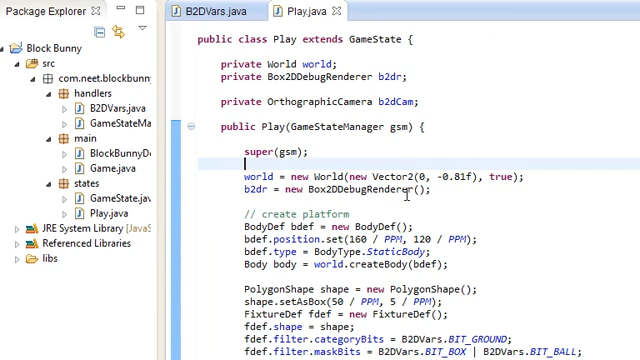 Package Explorer
Block Bunny
src
com.neet.blockbunny
handlers
B2DVars.java
GameStateMa
main
BlockBunnyDe
Game.java
states
GameState.ja
Play.java
JRE System Library [JavaS
Referenced Libraries
libs
B2DVars.java
Play.java
public class Play extends GameState {
private World world;
private Box2DDebugRenderer b2dr;
private OrthographicCamera b2dCam;
public Play(GameStateManager gsm) {
super(gsm);
world = new World(new Vector2(0, -0.81f), true);
b2dr = new Box2DDebugRenderer();
// create platform
BodyDef bdef = new BodyDef();
bdef.position.set(160 / PPM, 120 / PPM);
bdef.type = BodyType.StaticBody;
Body body = world.createBody(bdef);
PolygonShape shape = new PolygonShape();
shape.setAsBox(50 / PPM, 5 / PPM);
FixtureDef fdef = new FixtureDef();
fdef.shape = shape;
fdef.filter.categoryBits = B2DVars.BIT_GROUND;
fdef.filter.maskBits = B2DVars.BIT_BOX | B2DVars.BIT_BALL;